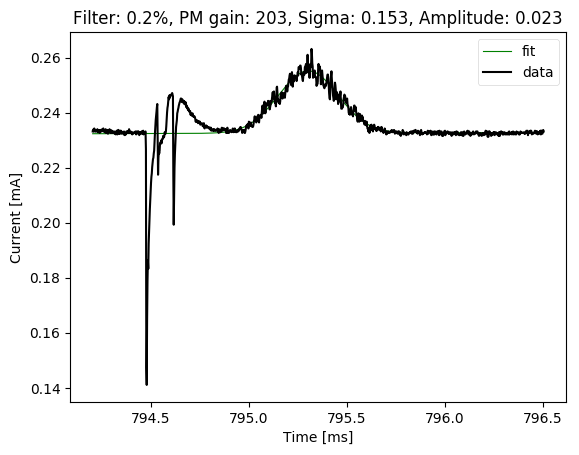 Filter: 0.2%, PM gain: 203, Sigma: 0.153, Amplitude: 0.023
fit
data
0.26
0.24
0.22
0.20
0.18
0.16
0.14
Current [mA]
794.5 795.0 795.5 796.0 796.5
Time [ms]